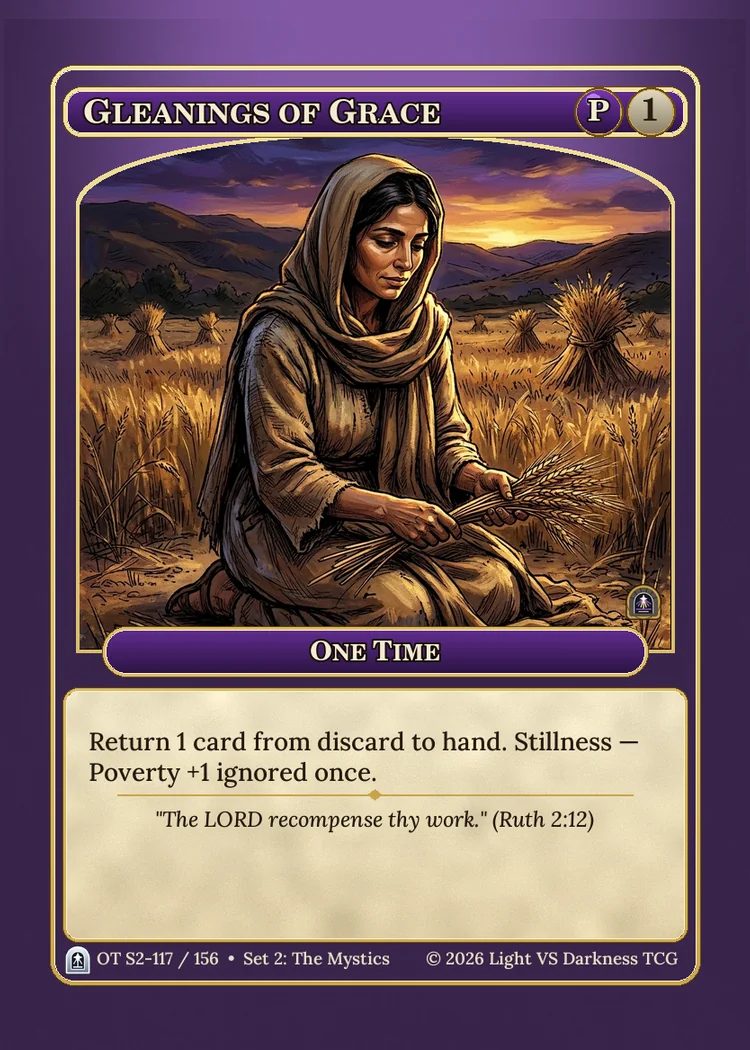 Gleanings of Grace P 1
One Time
Return 1 card from discard to hand. Stillness —
Poverty +1 ignored once.
"The LORD recompense thy work." (Ruth 2:12)
OT S2-117 / 156 • Set 2: The Mystics © 2026 Light VS Darkness TCG